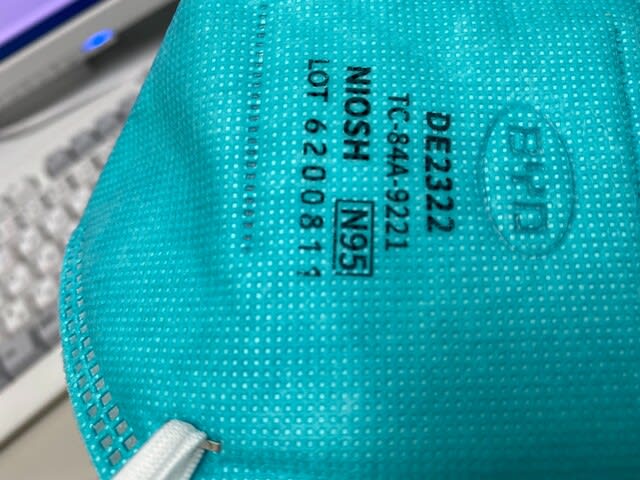 BYD
DE2322
TC-84A-9221
NIOSH N95
LOT 6200811